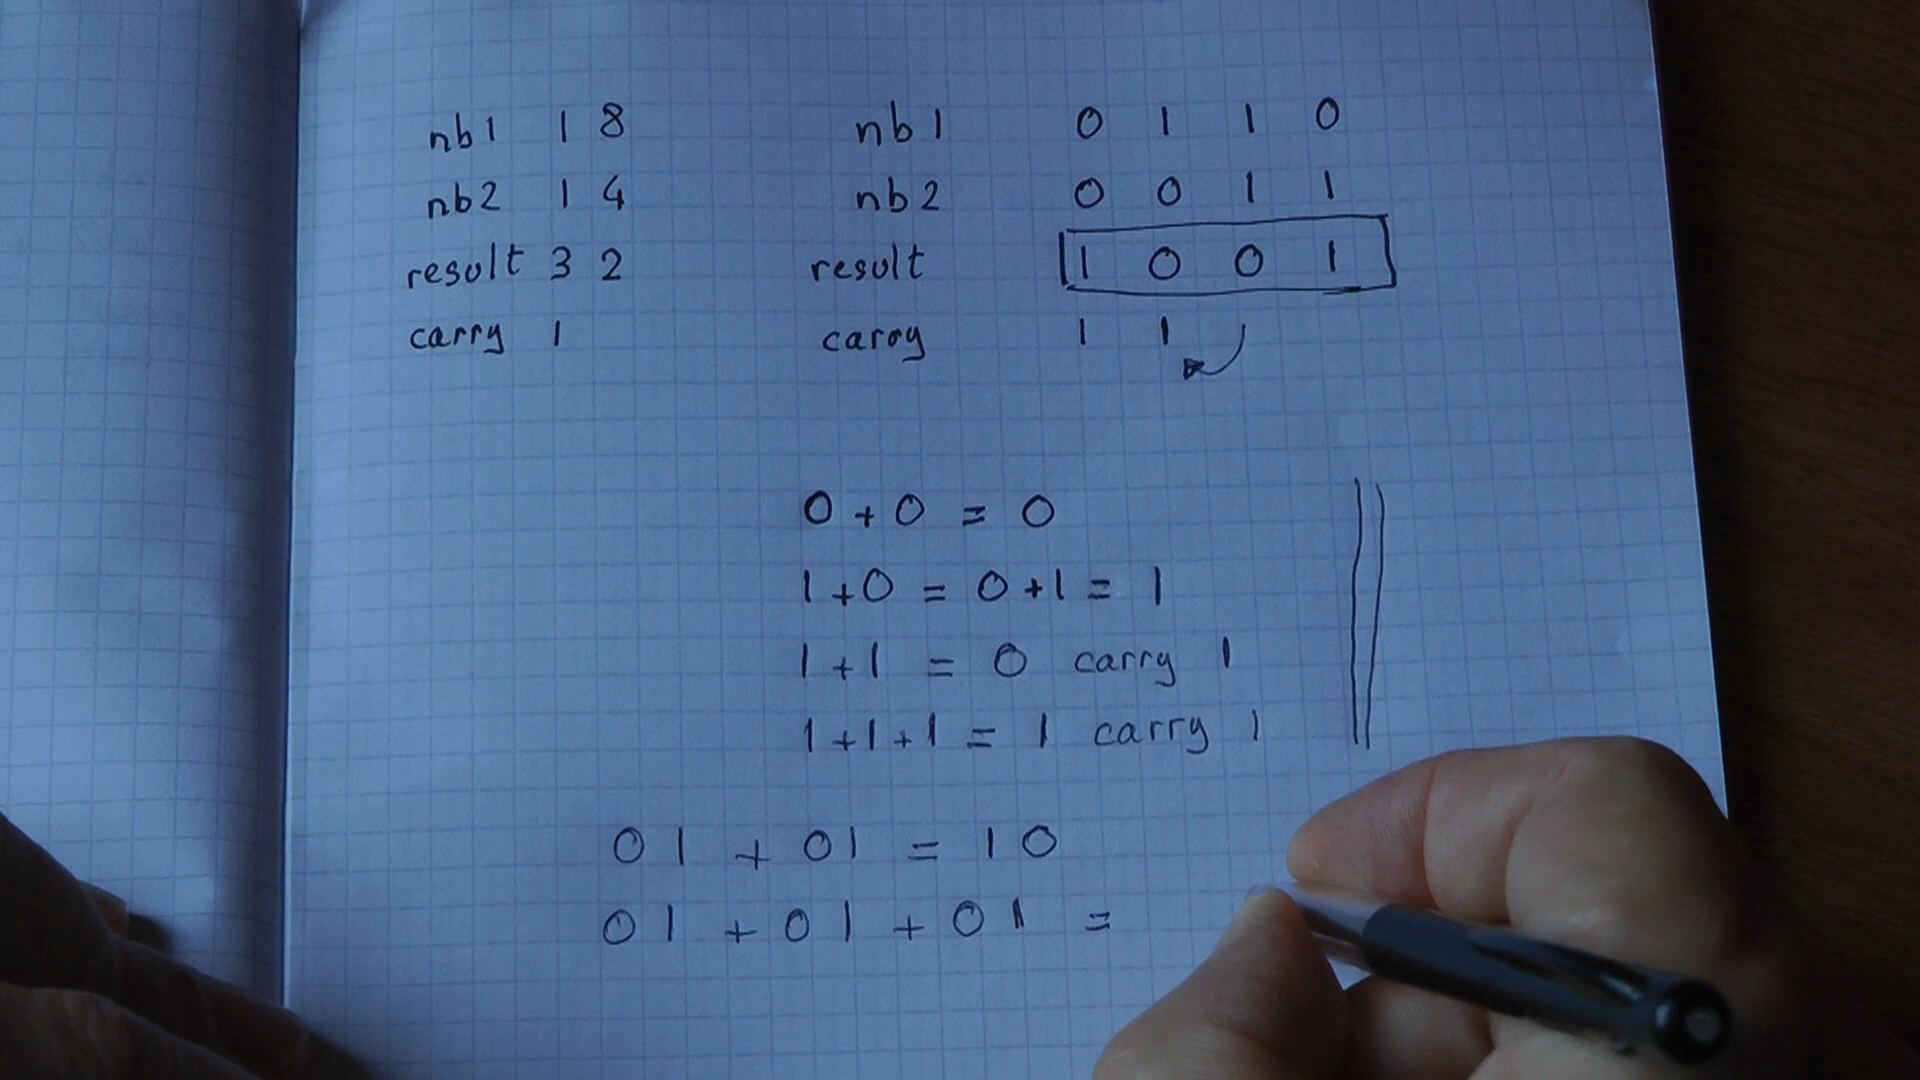 nb1 1 8
nb2 1 4
result 3 2
carry 1
nb1 0 1 1 0
nb2 0 0 1 1
result 1 0 0 1
carry 1 1
0 + 0 = 0
1 + 0 = 0 + 1 = 1
1 + 1 = 0 carry 1
1 + 1 + 1 = 1 carry 1
01 + 01 = 10
01 + 01 + 01 =